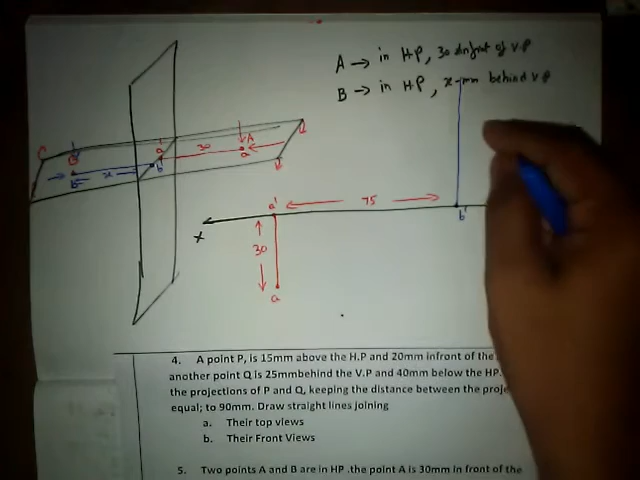 A → in H.P, 30 infront of V.P
B → in H.P, x mm behind V.P
C
B
b'
x
30
A
a
a'
75
b'
X
30
a
4. A point P, is 15mm above the H.P and 20mm infront of the
another point Q is 25mmbehind the V.P and 40mm below the HP.
the projections of P and Q, keeping the distance between the
equal; to 90mm. Draw straight lines joining
a. Their top views
b. Their Front Views
5. Two points A and B are in HP .the point A is 30mm in front of the